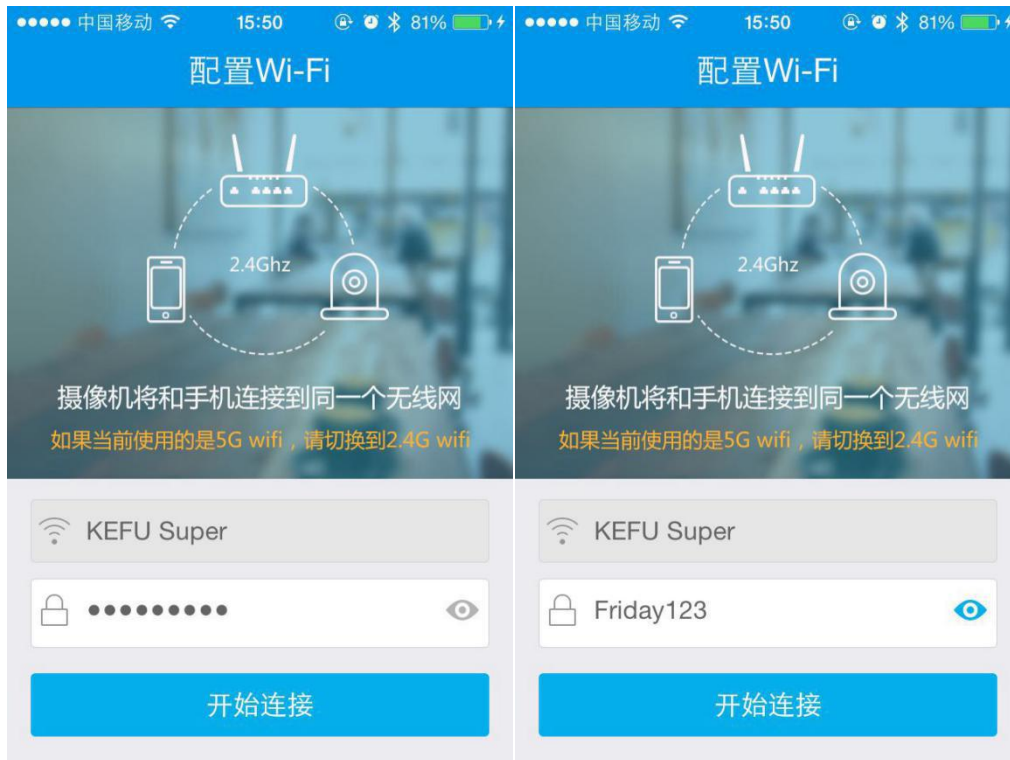 中国移动 15:50 81%
配置Wi-Fi
2.4Ghz
摄像机将和手机连接到同一个无线网
如果当前使用的是5G wifi，请切换到2.4G wifi
KEFU Super
●●●●●●●●●
开始连接
中国移动 15:50 81%
配置Wi-Fi
2.4Ghz
摄像机将和手机连接到同一个无线网
如果当前使用的是5G wifi，请切换到2.4G wifi
KEFU Super
Friday123
开始连接